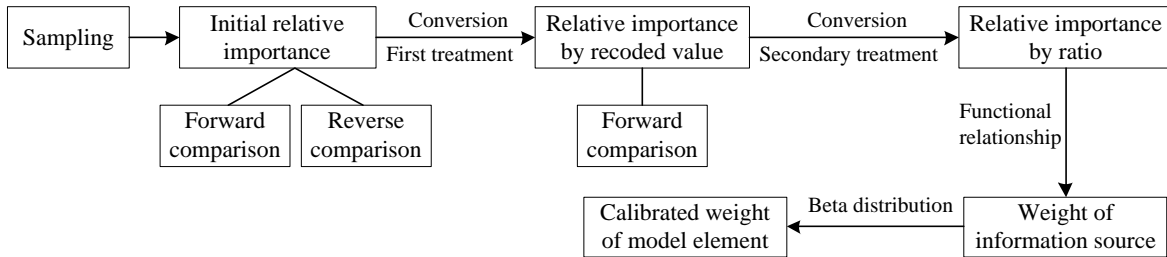 Sampling
Initial relative
importance
Conversion
First treatment
Relative importance
by recoded value
Conversion
Secondary treatment
Relative importance
by ratio
Forward
comparison
Reverse
comparison
Forward
comparison
Functional
relationship
Calibrated weight
of model element
Beta distribution
Weight of
information source